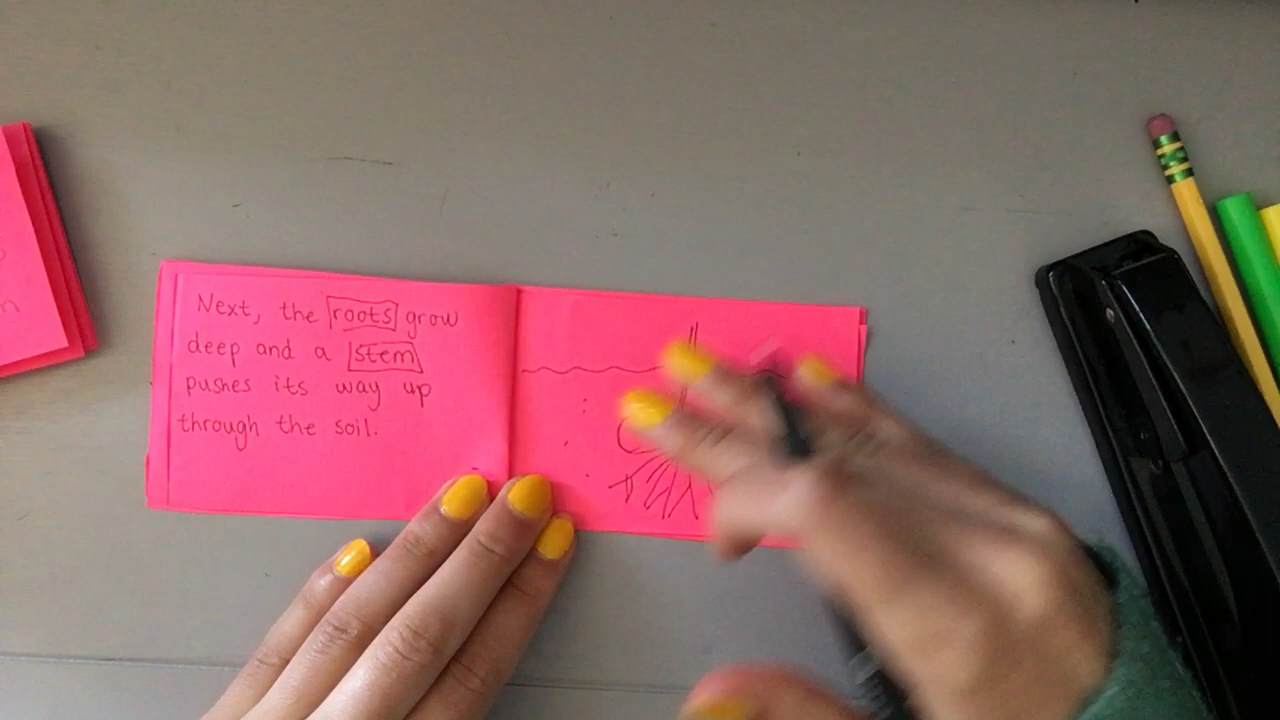 Next, the roots grow
deep and a stem
pushes its way up
through the soil.